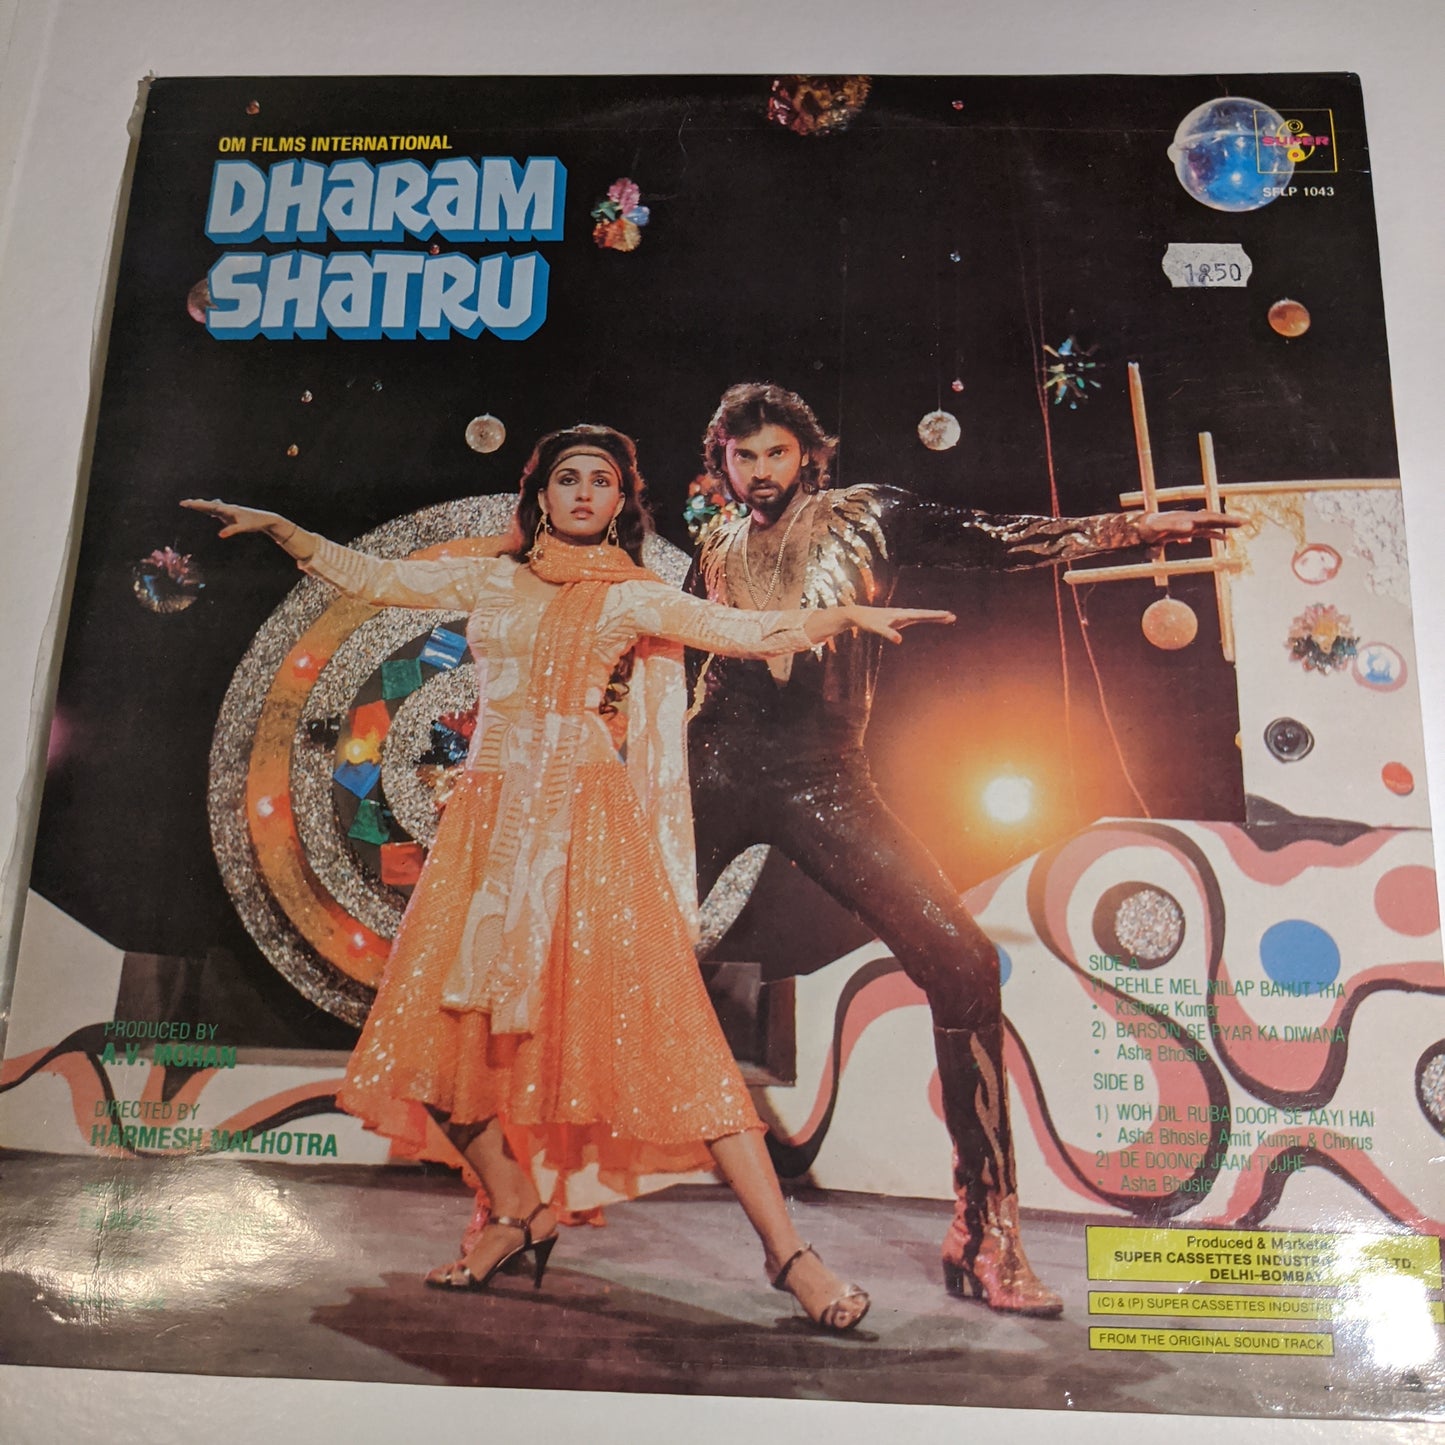 OM FILMS INTERNATIONAL
DHARAM
SHATRU
SUPER
SFLP 1043
1250
PRODUCED BY
A.V. MOHAN
DIRECTED BY
HARMESH MALHOTRA
SIDE A
1) PEHLE MEL MILAP BAHUT THA
• Kishore Kumar
2) BARSON SE PYAR KA DIWANA
• Asha Bhosle
SIDE B
1) WOH DIL RUBA DOOR SE AAYI HAI
• Asha Bhosle, Amit Kumar & Chorus
2) DE DOONGI JAAN TUJHE
• Asha Bhosle
Produced &
SUPER CASSETTES LTD.
DELHI-BOMBAY
(C) & (P) SUPER CASSETTES
FROM THE ORIGINAL SOUND TRACK